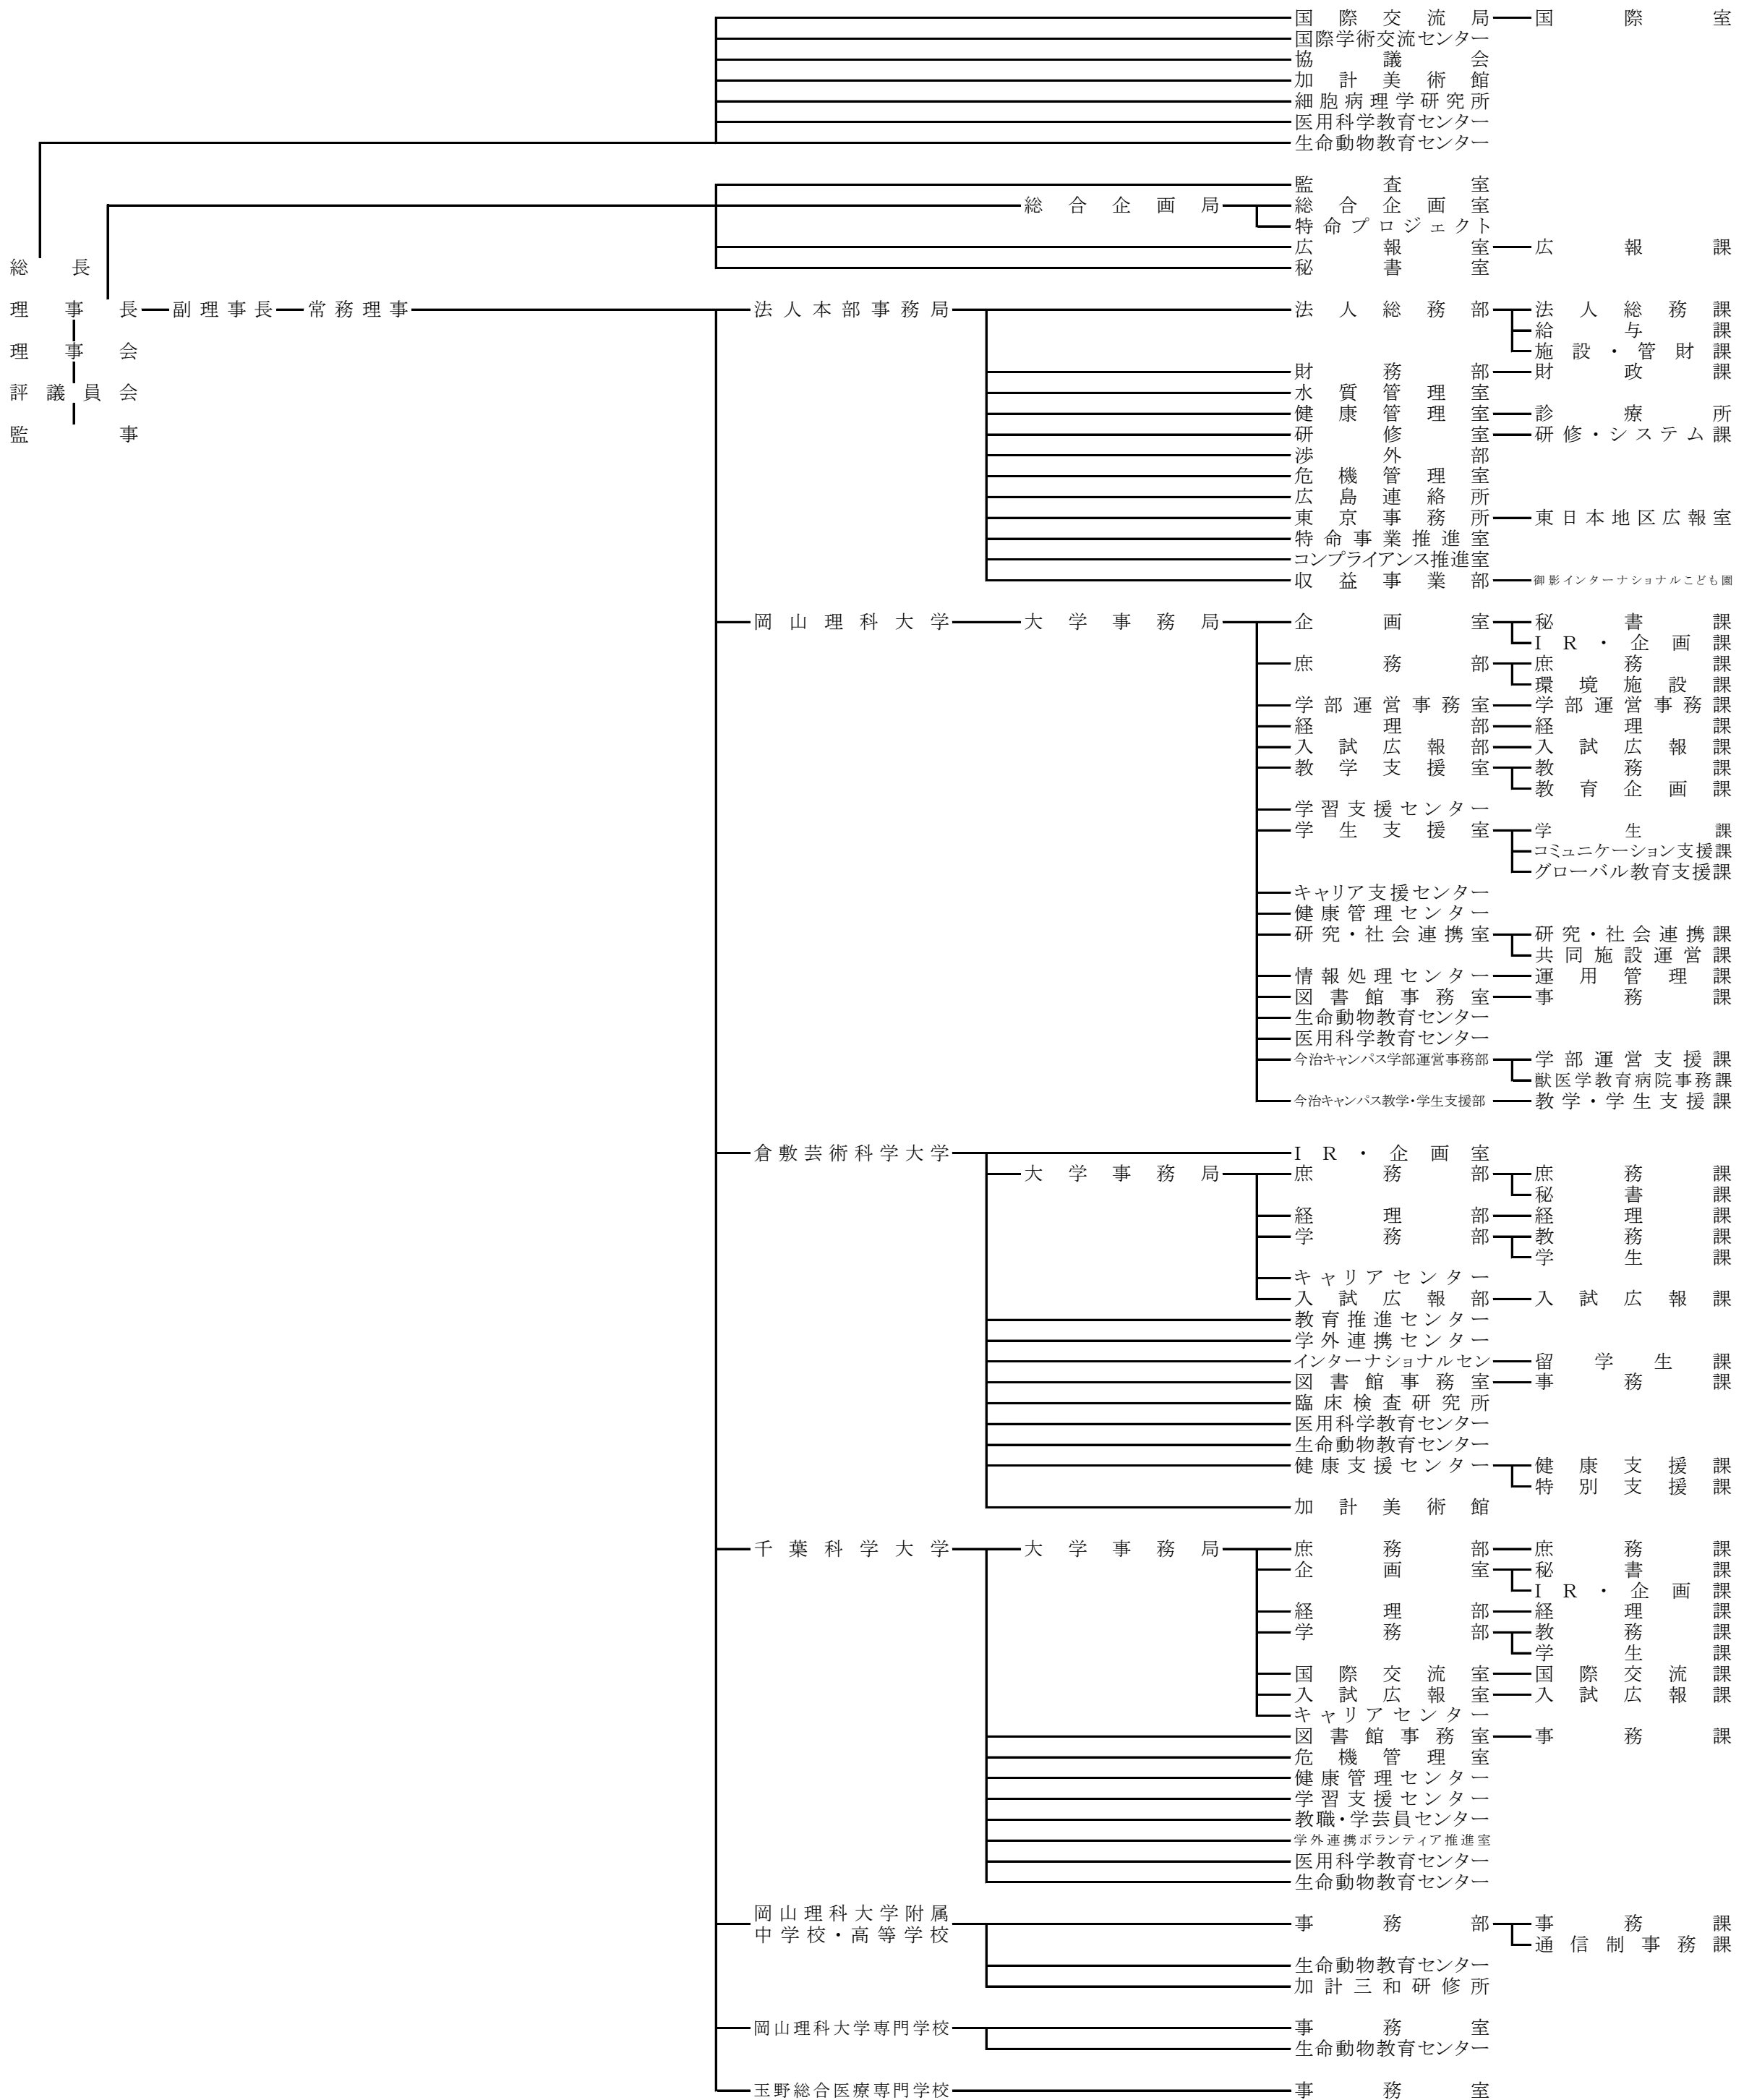 国際交流局 国際室
国際学術交流センター
協議会
加計美術館
細胞病理学研究所
医用科学教育センター
生命動物教育センター
監査室
総合企画局 総合企画室
特命プロジェクト
広報室 広報課
総長 秘書室
理事長 副理事長 常務理事 法人本部事務局 法人総務部 法人総務課
給与課
理事会 施設・管財課
財務部 財政課
評議員会 水質管理室
健康管理室 診療所
監事 研修室 研修・システム課
渉外部
危機管理室
広島連絡所
東京事務所 東日本地区広報室
特命事業推進室
コンプライアンス推進室
収益事業部 御影インターナショナルこども園
岡山理科大学 大学事務局 企画室 秘書課
IR・企画課
庶務部 庶務課
環境施設課
学部運営事務室 学部運営事務課
経理部 経理課
入試広報部 入試広報課
教学支援室 教務課
教育企画課
学習支援センター
学生支援室 学生課
コミュニケーション支援課
グローバル教育支援課
キャリア支援センター
健康管理センター
研究・社会連携室 研究・社会連携課
共同施設運営課
情報処理センター 運用管理課
図書館事務室 事務課
生命動物教育センター
医用科学教育センター
今治キャンパス学部運営事務部 学部運営支援課
獣医学教育病院事務課
今治キャンパス教学・学生支援部 教学・学生支援課
倉敷芸術科学大学 IR・企画室
大学事務局 庶務部 庶務課
秘書課
経理部 経理課
学務部 教務課
学生課
キャリアセンター
入試広報部 入試広報課
教育推進センター
学外連携センター
インターナショナルセン 留学生課
図書館事務室 事務課
臨床検査研究所
医用科学教育センター
生命動物教育センター
健康支援センター 健康支援課
特別支援課
加計美術館
千葉科学大学 大学事務局 庶務部 庶務課
企画室 秘書課
IR・企画課
経理部 経理課
学務部 教務課
学生課
国際交流室 国際交流課
入試広報室 入試広報課
キャリアセンター
図書館事務室 事務課
危機管理室
健康管理センター
学習支援センター
教職・学芸員センター
学外連携ボランティア推進室
医用科学教育センター
生命動物教育センター
岡山理科大学附属
中学校・高等学校 事務部 事務課
通信制事務課
生命動物教育センター
加計三和研修所
岡山理科大学専門学校 事務室
生命動物教育センター
玉野総合医療専門学校 事務室